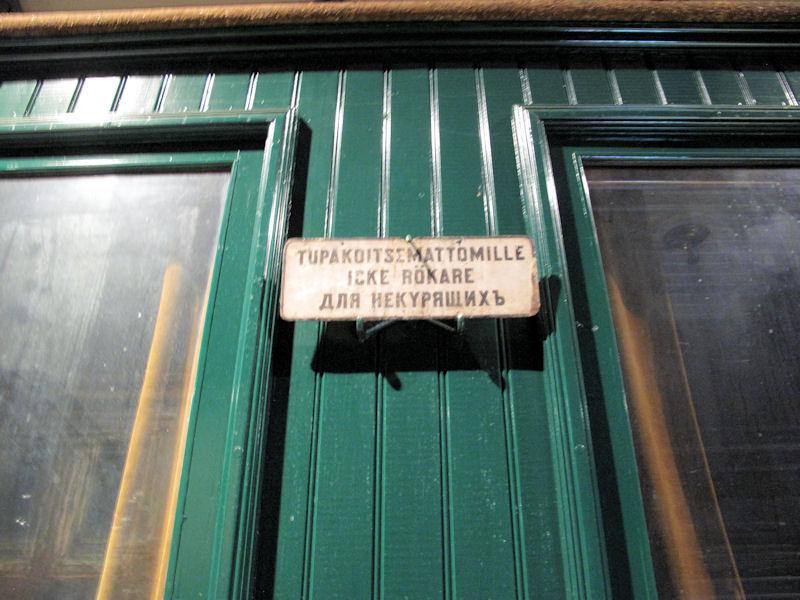 TUPAKOITSEMATTOMILLE
ICKE RÖKARE
ДЛЯ НЕКУРЯЩИХЪ